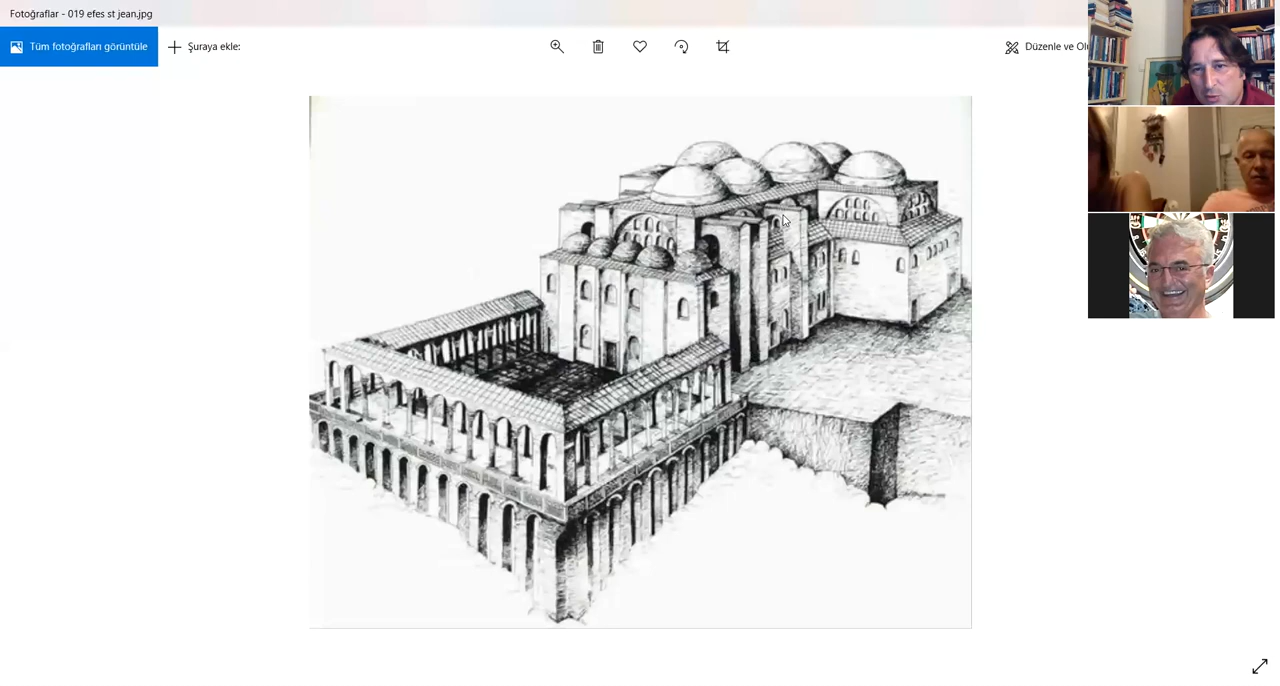 Fotoğraflar - 019 efes st jean.jpg
Tüm fotoğrafları görüntüle
Şuraya ekle:
Düzenle ve Ol